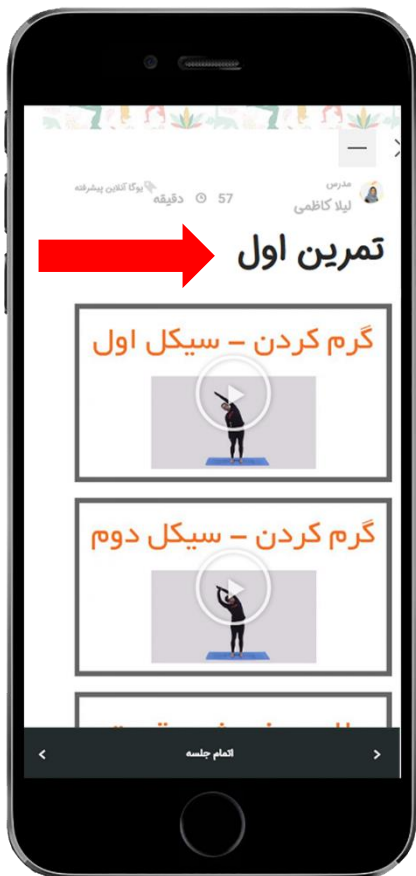 مدرس
لیلا کاظمی
57 دقیقه
یوگا آنلاین پیشرفته
تمرین اول
گرم کردن – سیکل اول
گرم کردن – سیکل دوم
اتمام جلسه